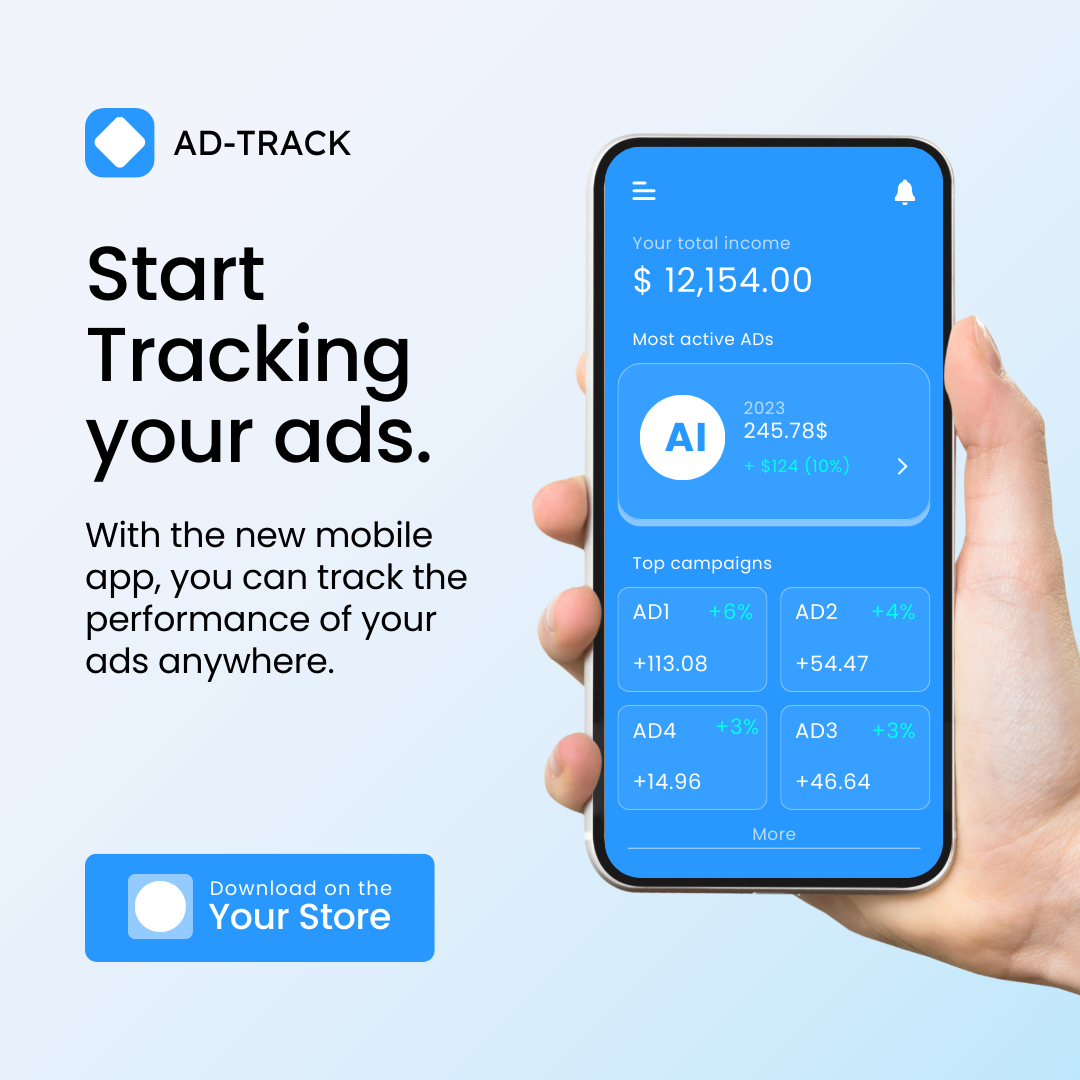 AD-TRACK
Start
Tracking
your ads.
With the new mobile
app, you can track the
performance of your
ads anywhere.
Download on the
Your Store
Your total income
$ 12,154.00
Most active ADs
AI
2023
245.78$
+ $124 (10%)
Top campaigns
AD1 +6%
+113.08
AD2 +4%
+54.47
AD4 +3%
+14.96
AD3 +3%
+46.64
More